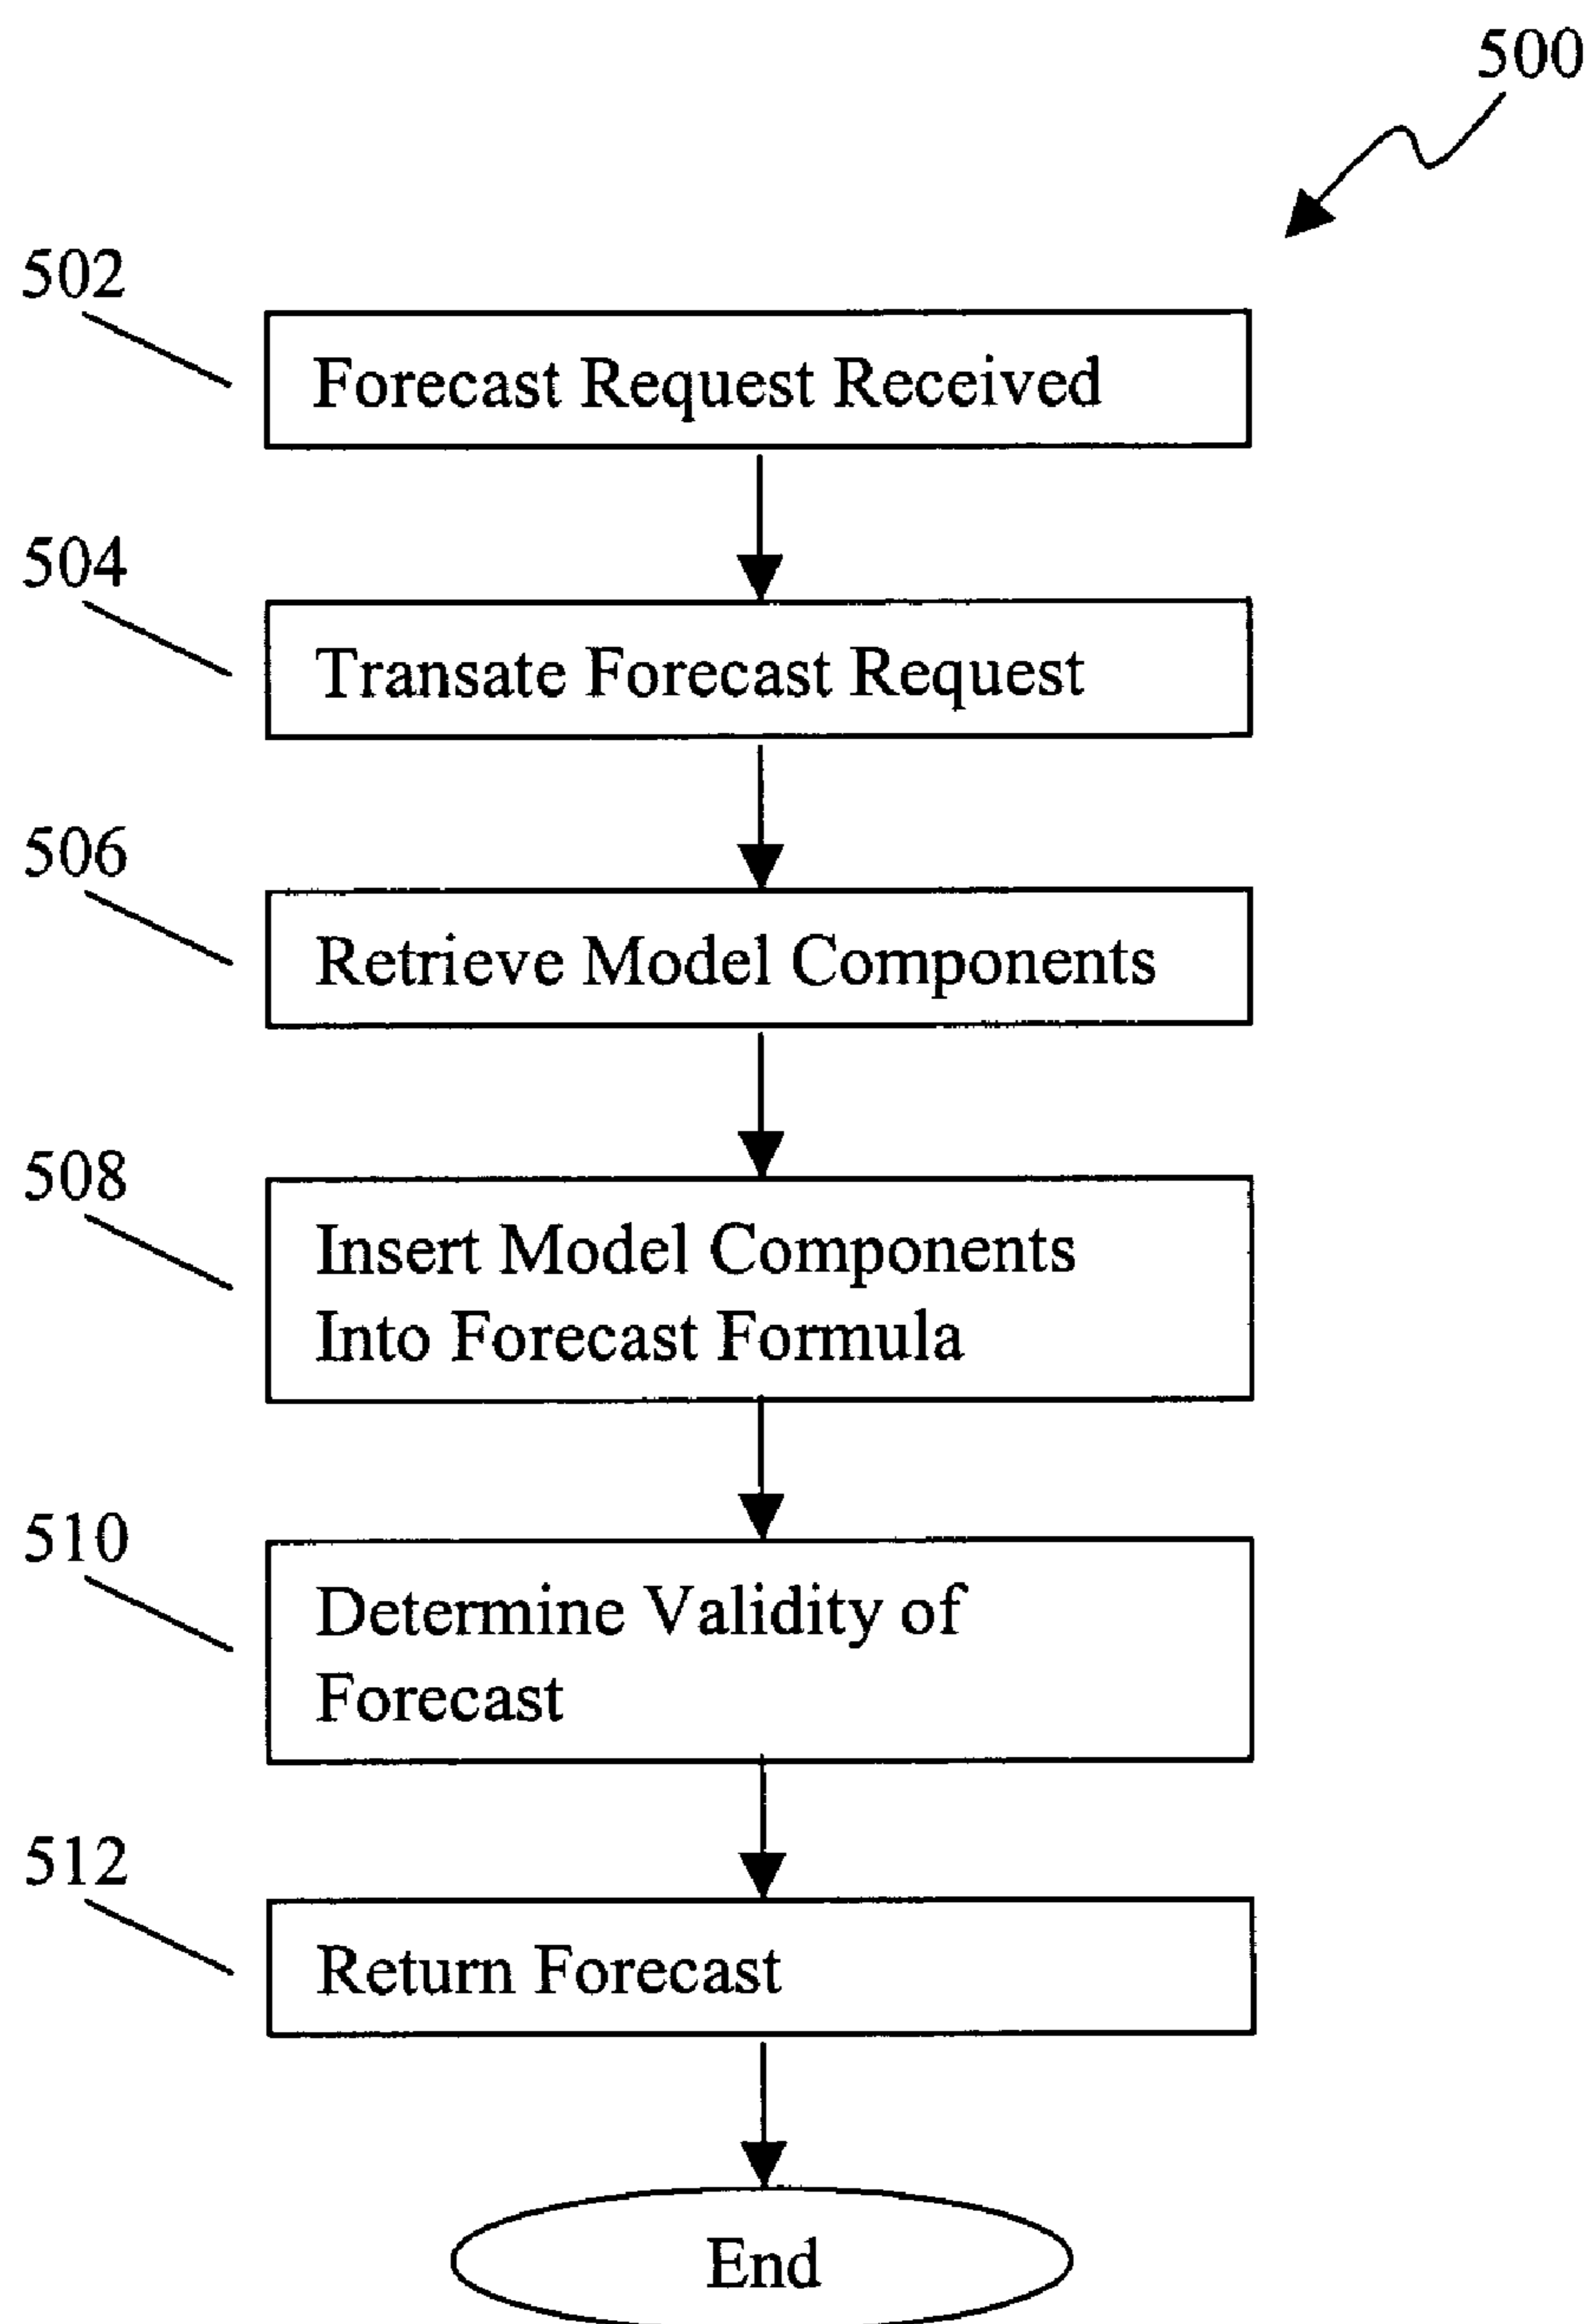 500
502
Forecast Request Received
504
Transate Forecast Request
506
Retrieve Model Components
508
Insert Model Components
Into Forecast Formula
510
Determine Validity of
Forecast
512
Return Forecast
End